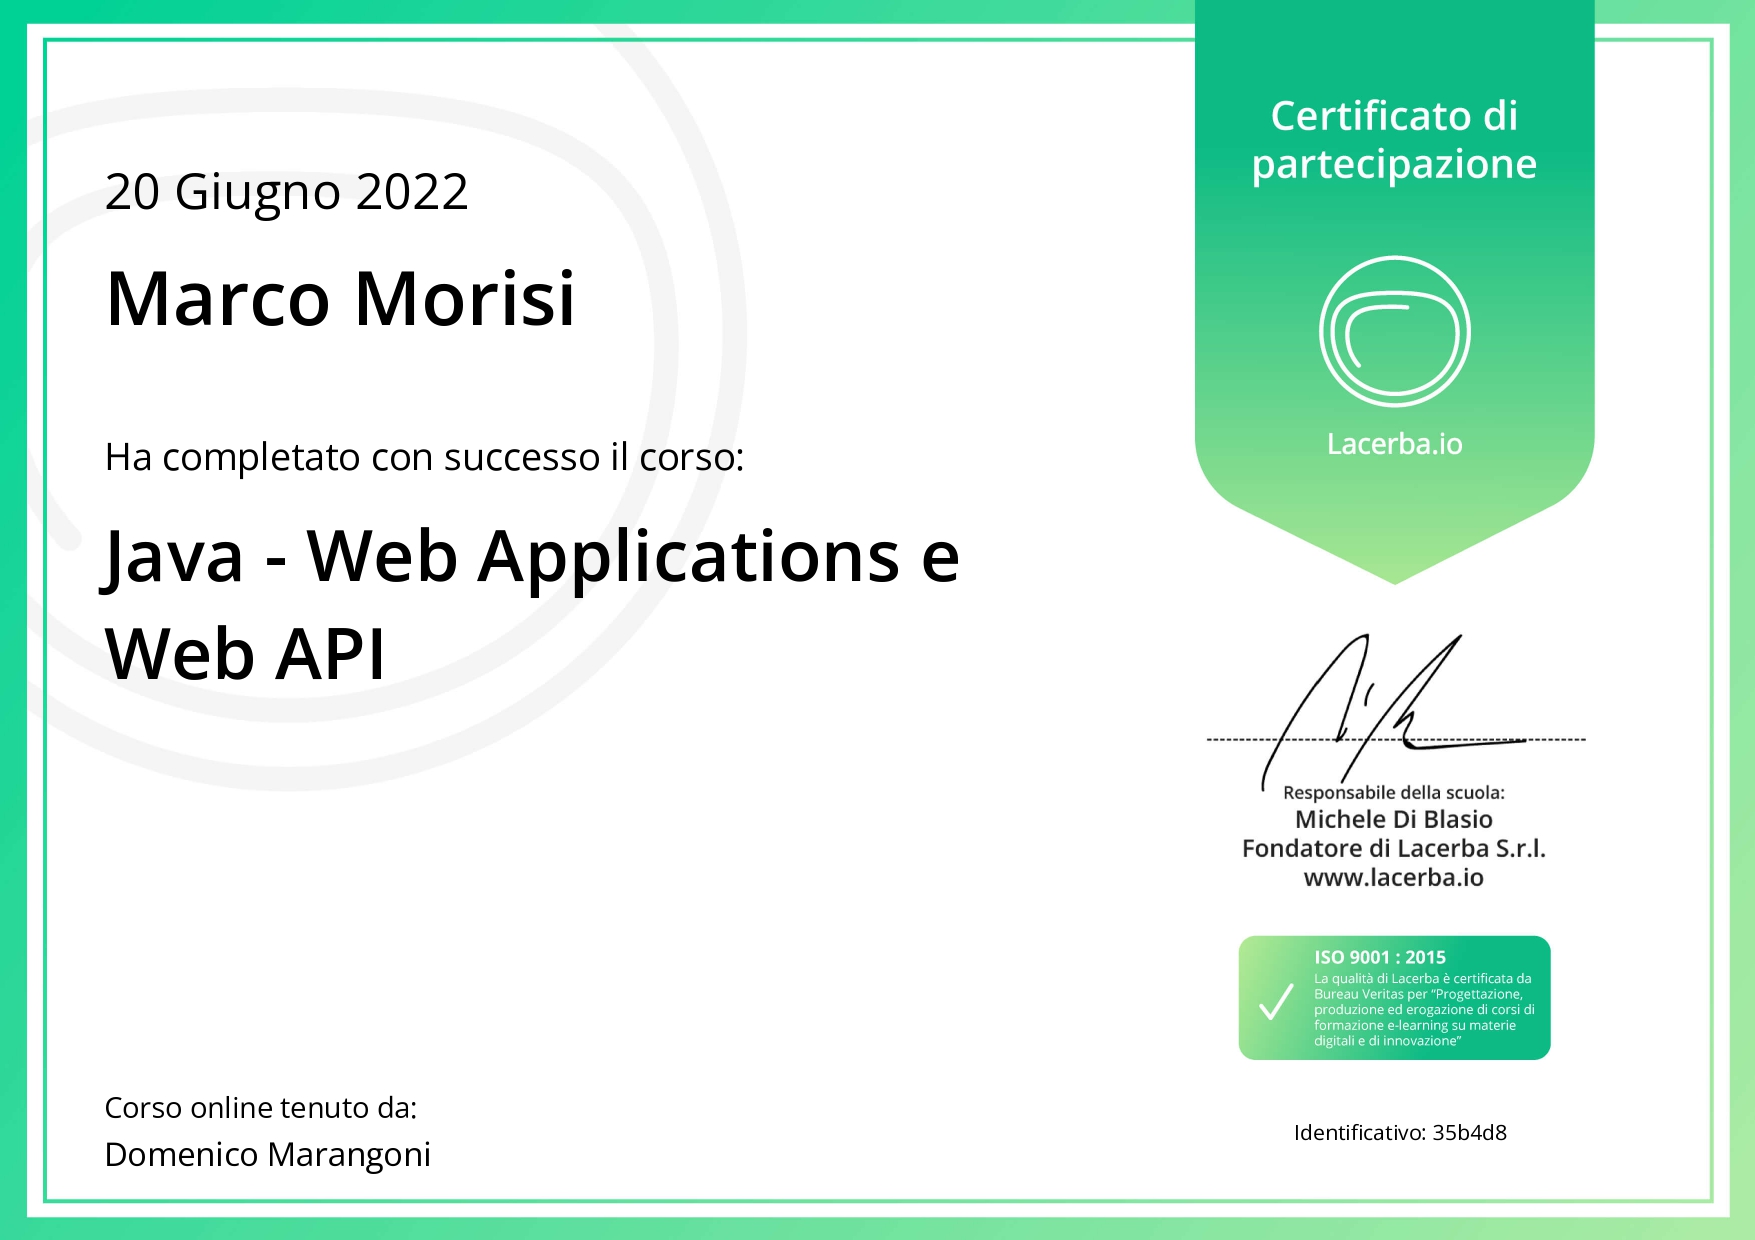 20 Giugno 2022
Marco Morisi
Ha completato con successo il corso:
Java - Web Applications e
Web API
Corso online tenuto da:
Domenico Marangoni
Certificato di
partecipazione
Lacerba.io
Responsabile della scuola:
Michele Di Blasio
Fondatore di Lacerba S.r.l.
www.lacerba.io
ISO 9001 : 2015
La qualità di Lacerba è certificata da
Bureau Veritas per “Progettazione,
produzione ed erogazione di corsi di
formazione e-learning su materie
digitali e di innovazione”
Identificativo: 35b4d8